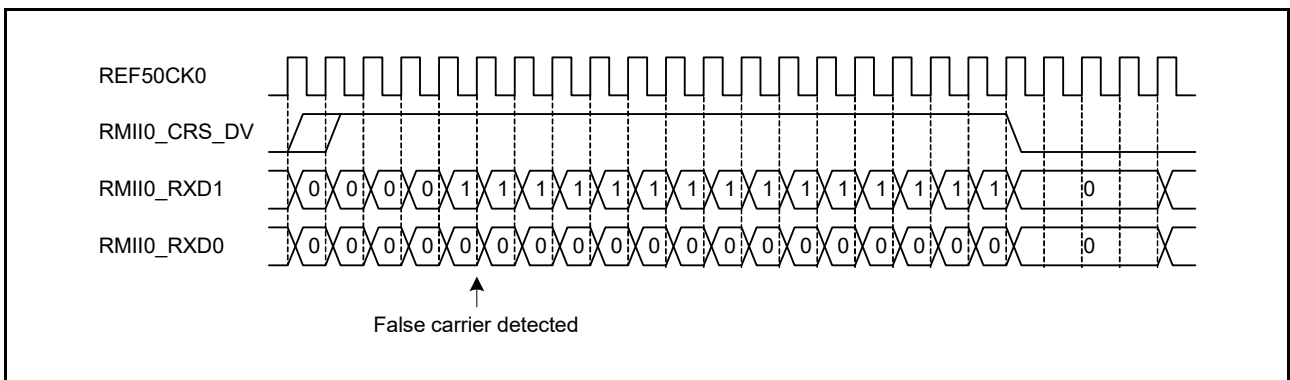 REF50CK0
RMII0_CRS_DV
RMII0_RXD1 0 0 0 0 1 1 1 1 1 1 1 1 1 1 1 1 1 1 1 0
RMII0_RXD0 0 0 0 0 0 0 0 0 0 0 0 0 0 0 0 0 0 0 0 0
False carrier detected